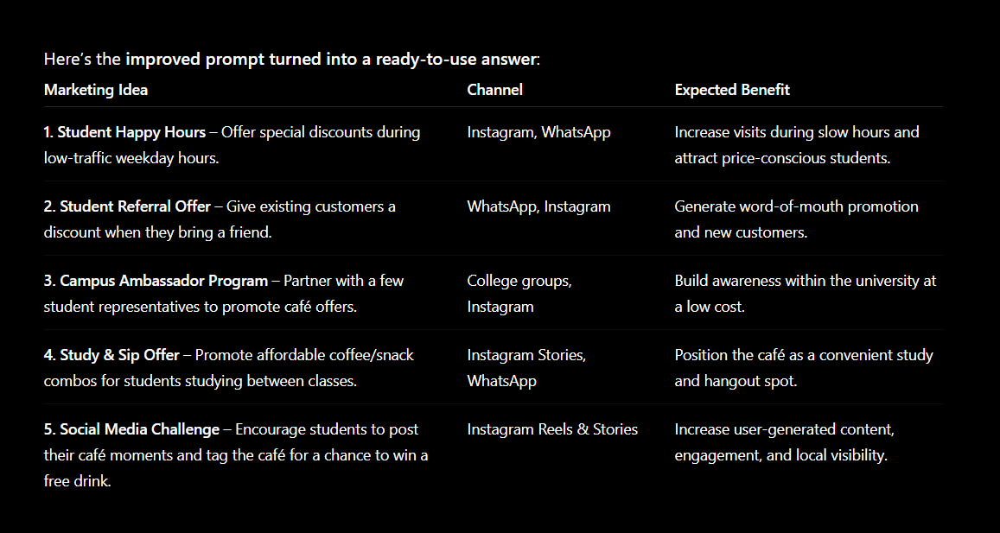 Here’s the improved prompt turned into a ready-to-use answer:
Marketing Idea Channel Expected Benefit
1. Student Happy Hours – Offer special discounts during Instagram, WhatsApp Increase visits during slow hours and
low-traffic weekday hours. attract price-conscious students.
2. Student Referral Offer – Give existing customers a WhatsApp, Instagram Generate word-of-mouth promotion
discount when they bring a friend. and new customers.
3. Campus Ambassador Program – Partner with a few College groups, Build awareness within the university at
student representatives to promote café offers. Instagram a low cost.
4. Study & Sip Offer – Promote affordable coffee/snack Instagram Stories, Position the café as a convenient study
combos for students studying between classes. WhatsApp and hangout spot.
5. Social Media Challenge – Encourage students to post Instagram Reels & Stories Increase user-generated content,
their café moments and tag the café for a chance to win a engagement, and local visibility.
free drink.